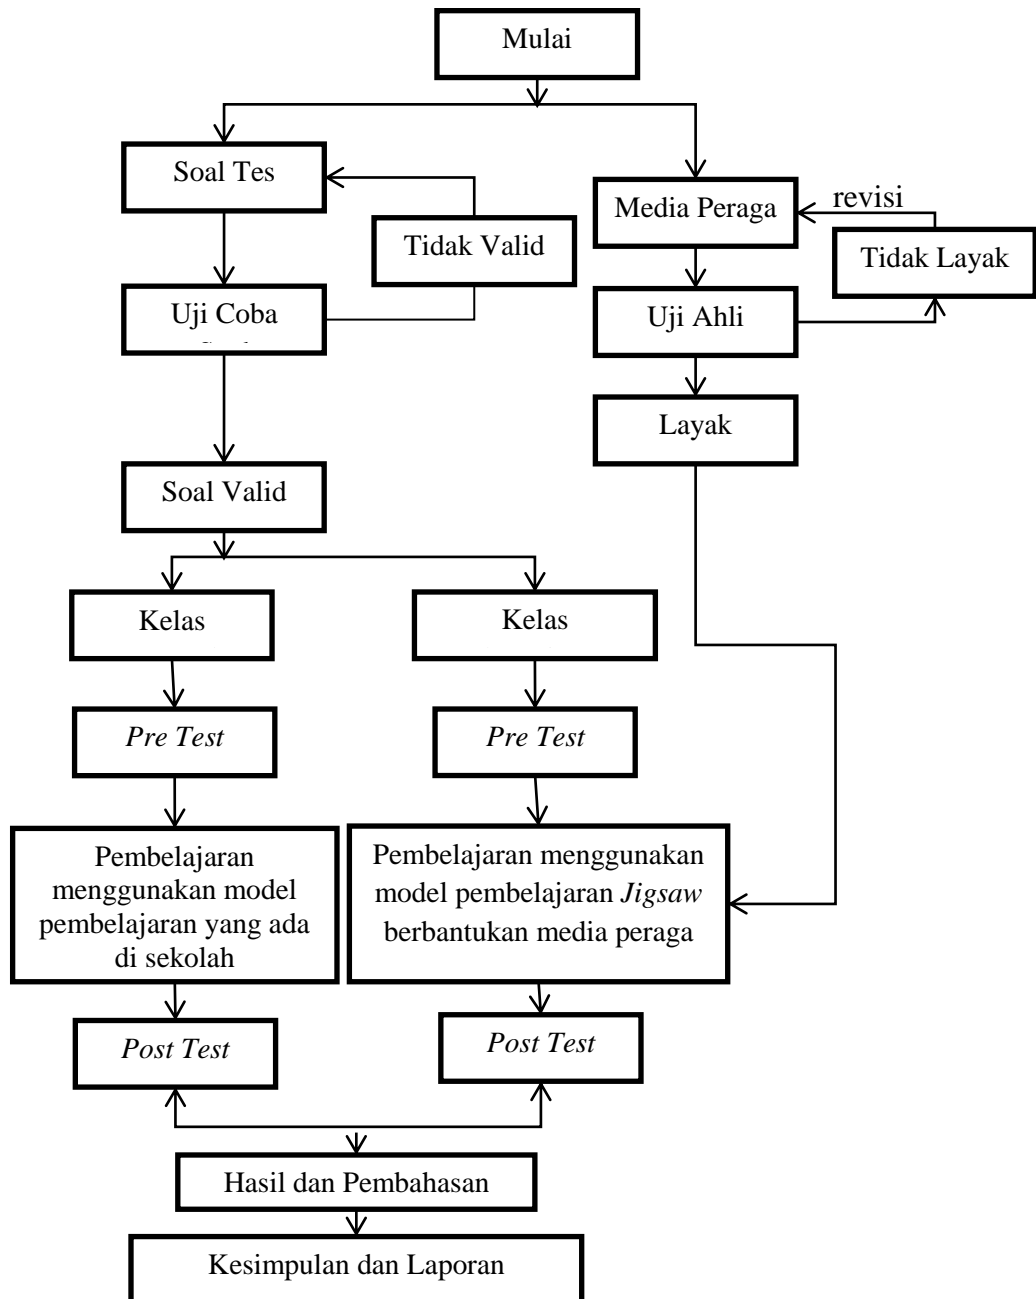 Mulai
Soal Tes
Media Peraga
revisi
Tidak Valid
Tidak Layak
Uji Coba
Uji Ahli
Layak
Soal Valid
Kelas
Kelas
Pre Test
Pre Test
Pembelajaran
menggunakan model
pembelajaran yang ada
di sekolah
Pembelajaran menggunakan
model pembelajaran Jigsaw
berbantukan media peraga
Post Test
Post Test
Hasil dan Pembahasan
Kesimpulan dan Laporan